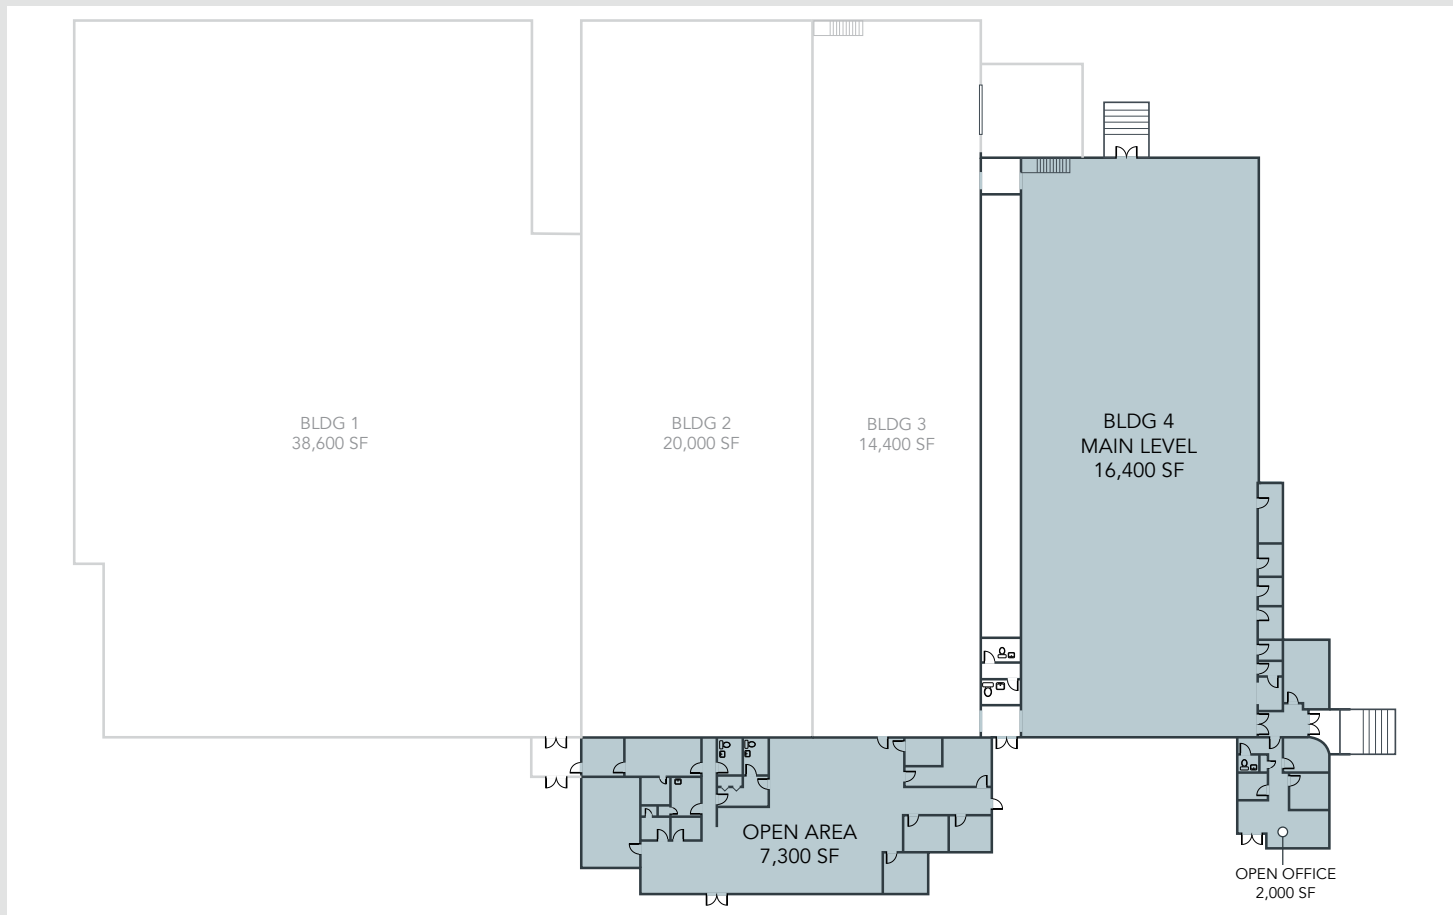 BLDG 1
38,600 SF
BLDG 2
20,000 SF
BLDG 3
14,400 SF
BLDG 4
MAIN LEVEL
16,400 SF
OPEN AREA
7,300 SF
OPEN OFFICE
2,000 SF